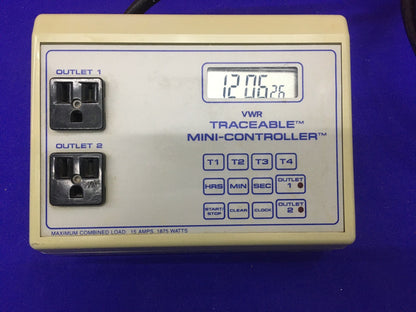 OUTLET 1
12:06 26
VWR
TRACEABLE™
MINI-CONTROLLER™
OUTLET 2
T1 T2 T3 T4
HRS MIN SEC OUTLET 1
START/STOP CLEAR CLOCK OUTLET 2
MAXIMUM COMBINED LOAD 15 AMPS, 1875 WATTS